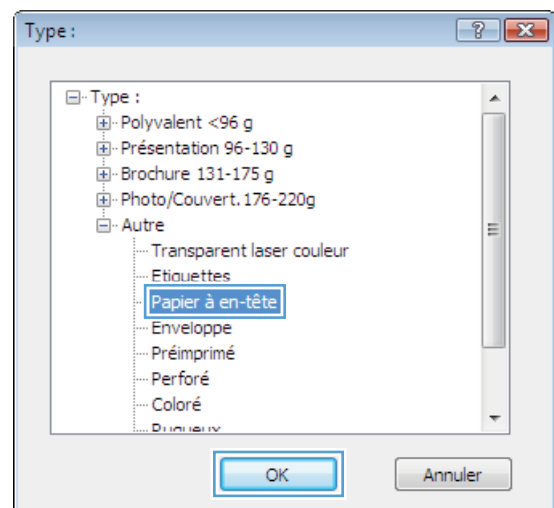 Type :
Type :
Polyvalent <96 g
Présentation 96-130 g
Brochure 131-175 g
Photo/Couvert. 176-220g
Autre
Transparent laser couleur
Etiquettes
Papier à en-tête
Enveloppe
Préimprimé
Perforé
Coloré
OK Annuler